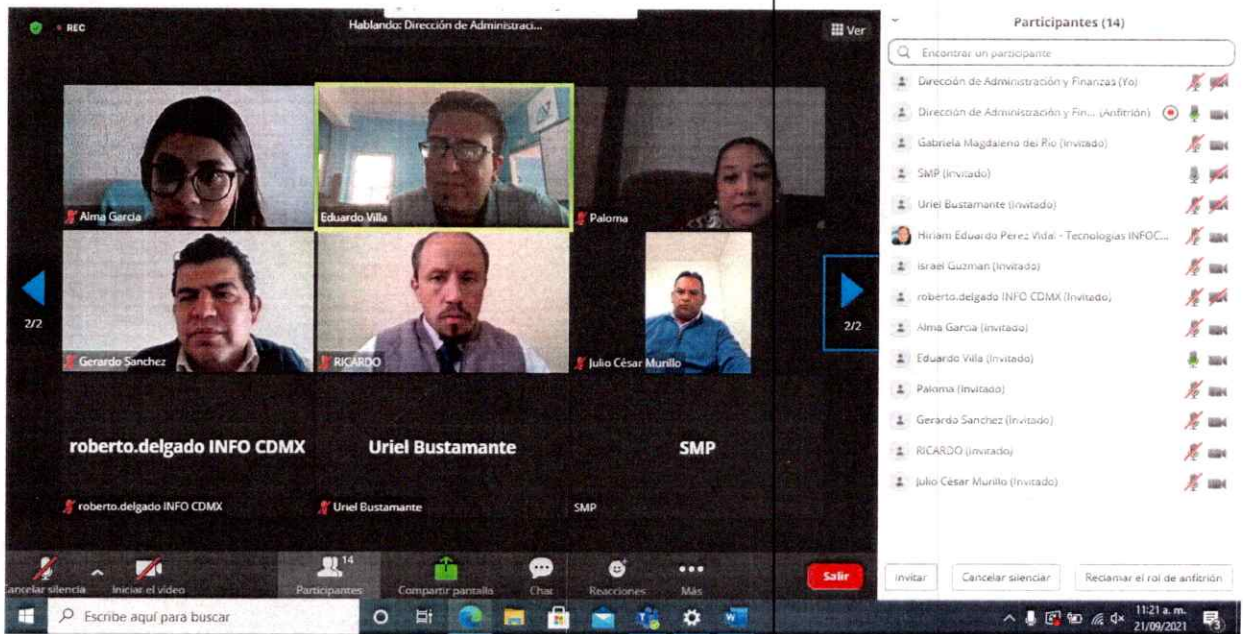 REC
Hablando: Dirección de Administraci...
Ver
Alma Garcia
Eduardo Villa
Paloma
2/2
2/2
Gerardo Sanchez
RICARDO
Julio César Murillo
roberto.delgado INFO CDMX
Uriel Bustamante
SMP
roberto.delgado INFO CDMX
Uriel Bustamante
SMP
Cancelar silencia
Iniciar el video
14
Participantes
Compartir pantalla
Chat
Reacciones
Más
Salir
Participantes (14)
Encontrar un participante
Dirección de Administración y Finanzas (Yo)
Dirección de Administración y Fin... (Anfitrión)
Gabriela Magdaleno del Rio (Invitado)
SMP (Invitado)
Uriel Bustamante (Invitado)
Hiriam Eduardo Perez Vidal - Tecnologias INFOC...
Israel Guzman (Invitado)
roberto.delgado INFO CDMX (Invitado)
Alma Garcia (Invitado)
Eduardo Villa (Invitado)
Paloma (Invitado)
Gerardo Sanchez (Invitado)
RICARDO (Invitado)
Julio César Murillo (Invitado)
Invitar
Cancelar silenciar
Reclamar el rol de anfitrión
Escribe aquí para buscar
11:21 a. m.
21/09/2021
3